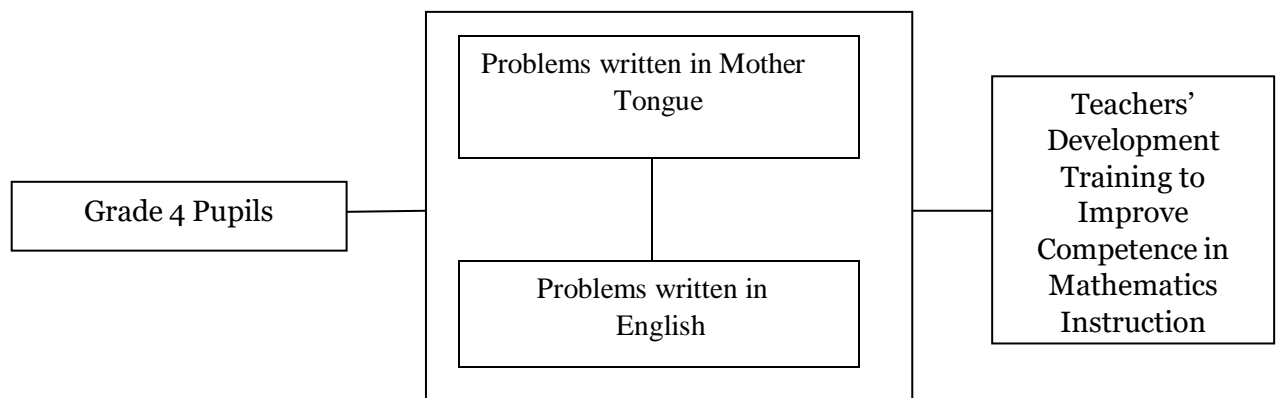 Grade 4 Pupils
Problems written in Mother
Tongue
Problems written in
English
Teachers’
Development
Training to
Improve
Competence in
Mathematics
Instruction